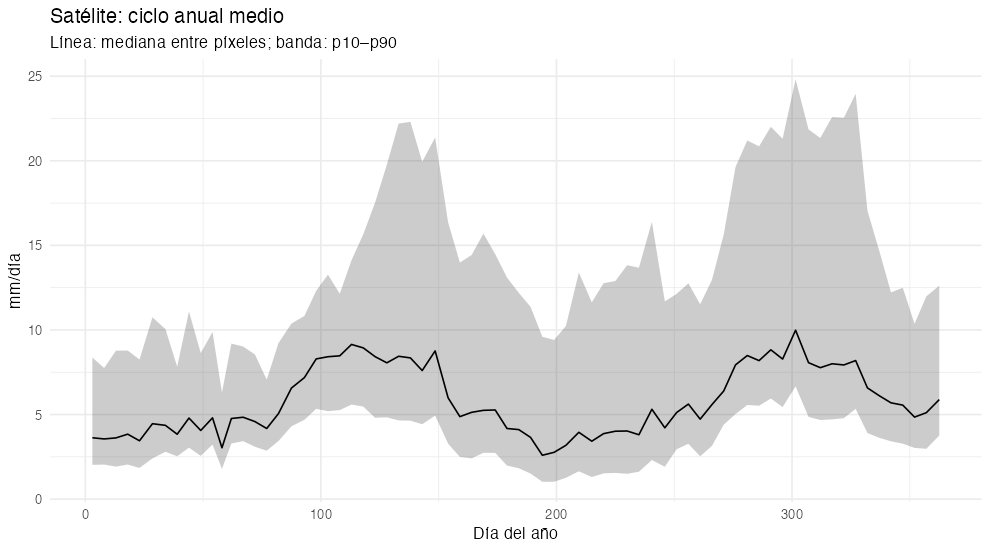 Satélite: ciclo anual medio
Línea: mediana entre píxeles; banda: p10–p90
25
20
15
10
5
0
mm/día
0
100
200
300
Día del año